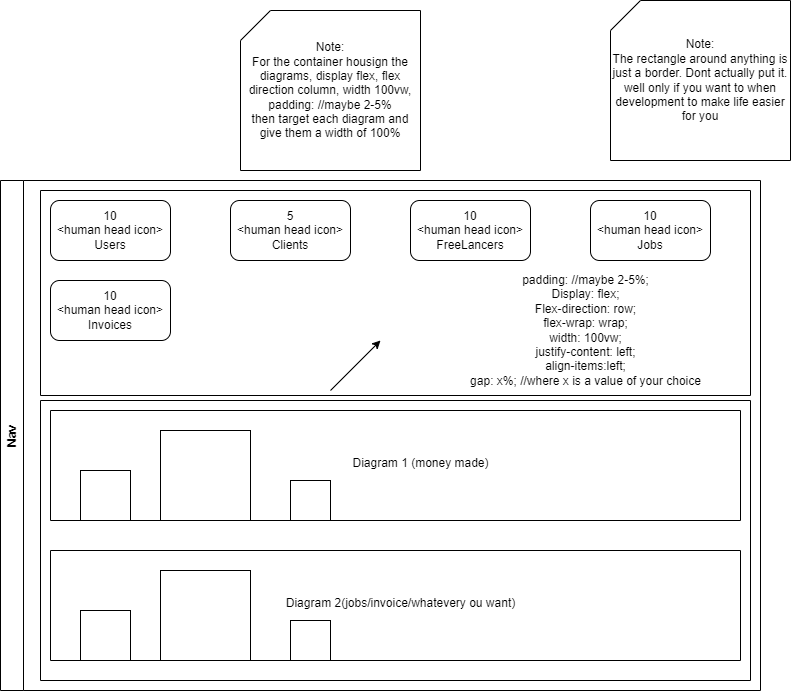 Note:
For the container housign the
diagrams, display flex, flex
direction column, width 100vw,
padding: //maybe 2-5%
then target each diagram and
give them a width of 100%
Note:
The rectangle around anything is
just a border. Dont actually put it.
well only if you want to when
development to make life easier
for you
Nav
10
<human head icon>
Users
5
<human head icon>
Clients
10
<human head icon>
FreeLancers
10
<human head icon>
Jobs
10
<human head icon>
Invoices
padding: //maybe 2-5%;
Display: flex;
Flex-direction: row;
flex-wrap: wrap;
width: 100vw;
justify-content: left;
align-items:left;
gap: x%; //where x is a value of your choice
Diagram 1 (money made)
Diagram 2(jobs/invoice/whatevery ou want)